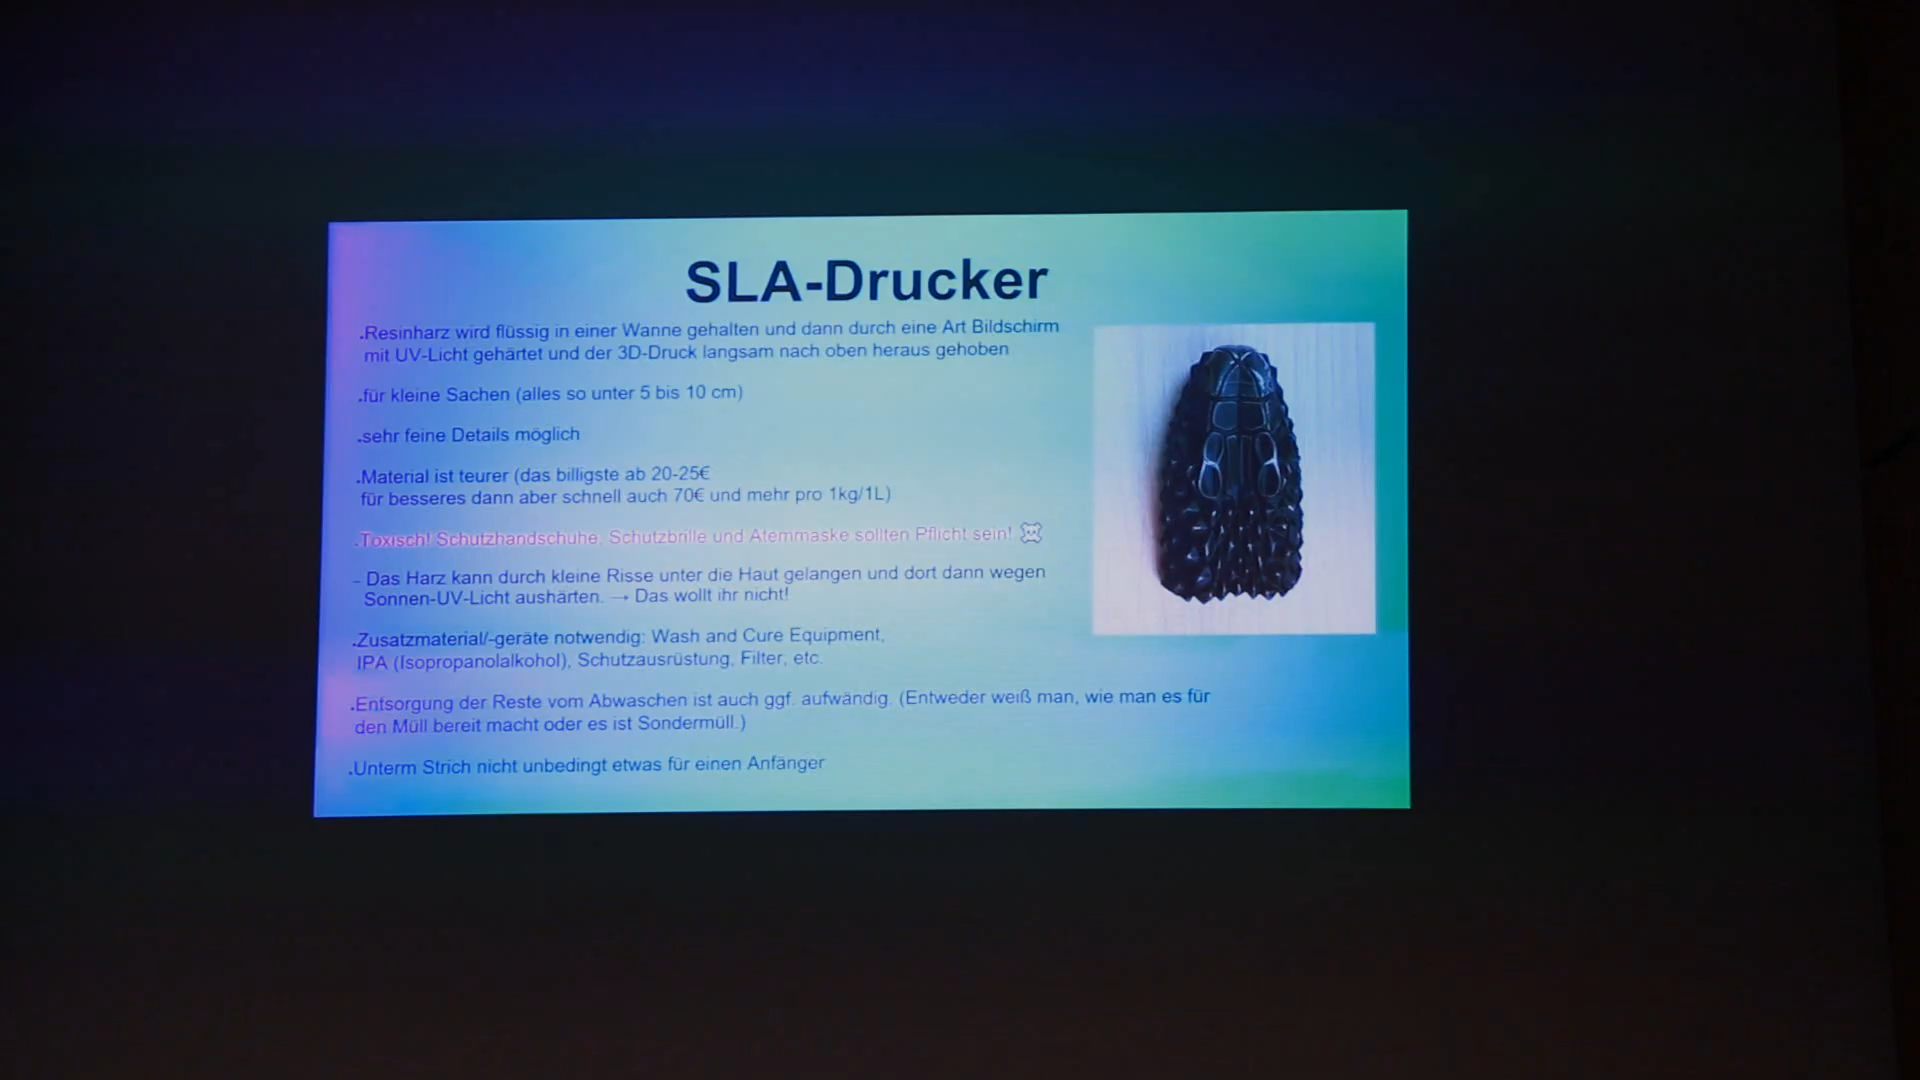 SLA-Drucker
.Resinharz wird flüssig in einer Wanne gehalten und dann durch eine Art Bildschirm
mit UV-Licht gehärtet und der 3D-Druck langsam nach oben heraus gehoben
.für kleine Sachen (alles so unter 5 bis 10 cm)
.sehr feine Details möglich
.Material ist teurer (das billigste ab 20-25€
für besseres dann aber schnell auch 70€ und mehr pro 1kg/1L)
.Toxisch! Schutzhandschuhe, Schutzbrille und Atemmaske sollten Pflicht sein! ☠
– Das Harz kann durch kleine Risse unter die Haut gelangen und dort dann wegen
Sonnen-UV-Licht aushärten. → Das wollt ihr nicht!
.Zusatzmaterial/-geräte notwendig: Wash and Cure Equipment,
IPA (Isopropanolalkohol), Schutzausrüstung, Filter, etc.
.Entsorgung der Reste vom Abwaschen ist auch ggf. aufwändig. (Entweder weiß man, wie man es für
den Müll bereit macht oder es ist Sondermüll.)
.Unterm Strich nicht unbedingt etwas für einen Anfänger